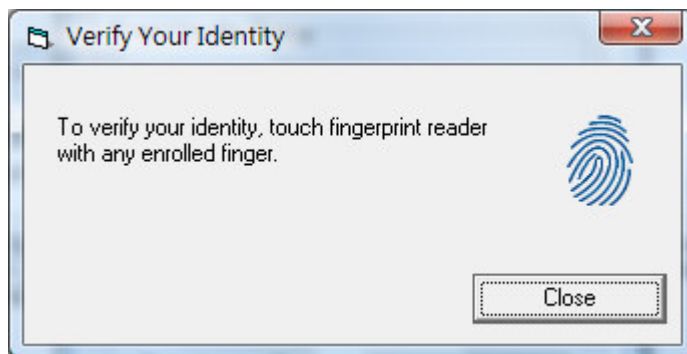 Verify Your Identity
To verify your identity, touch fingerprint reader
with any enrolled finger.
Close